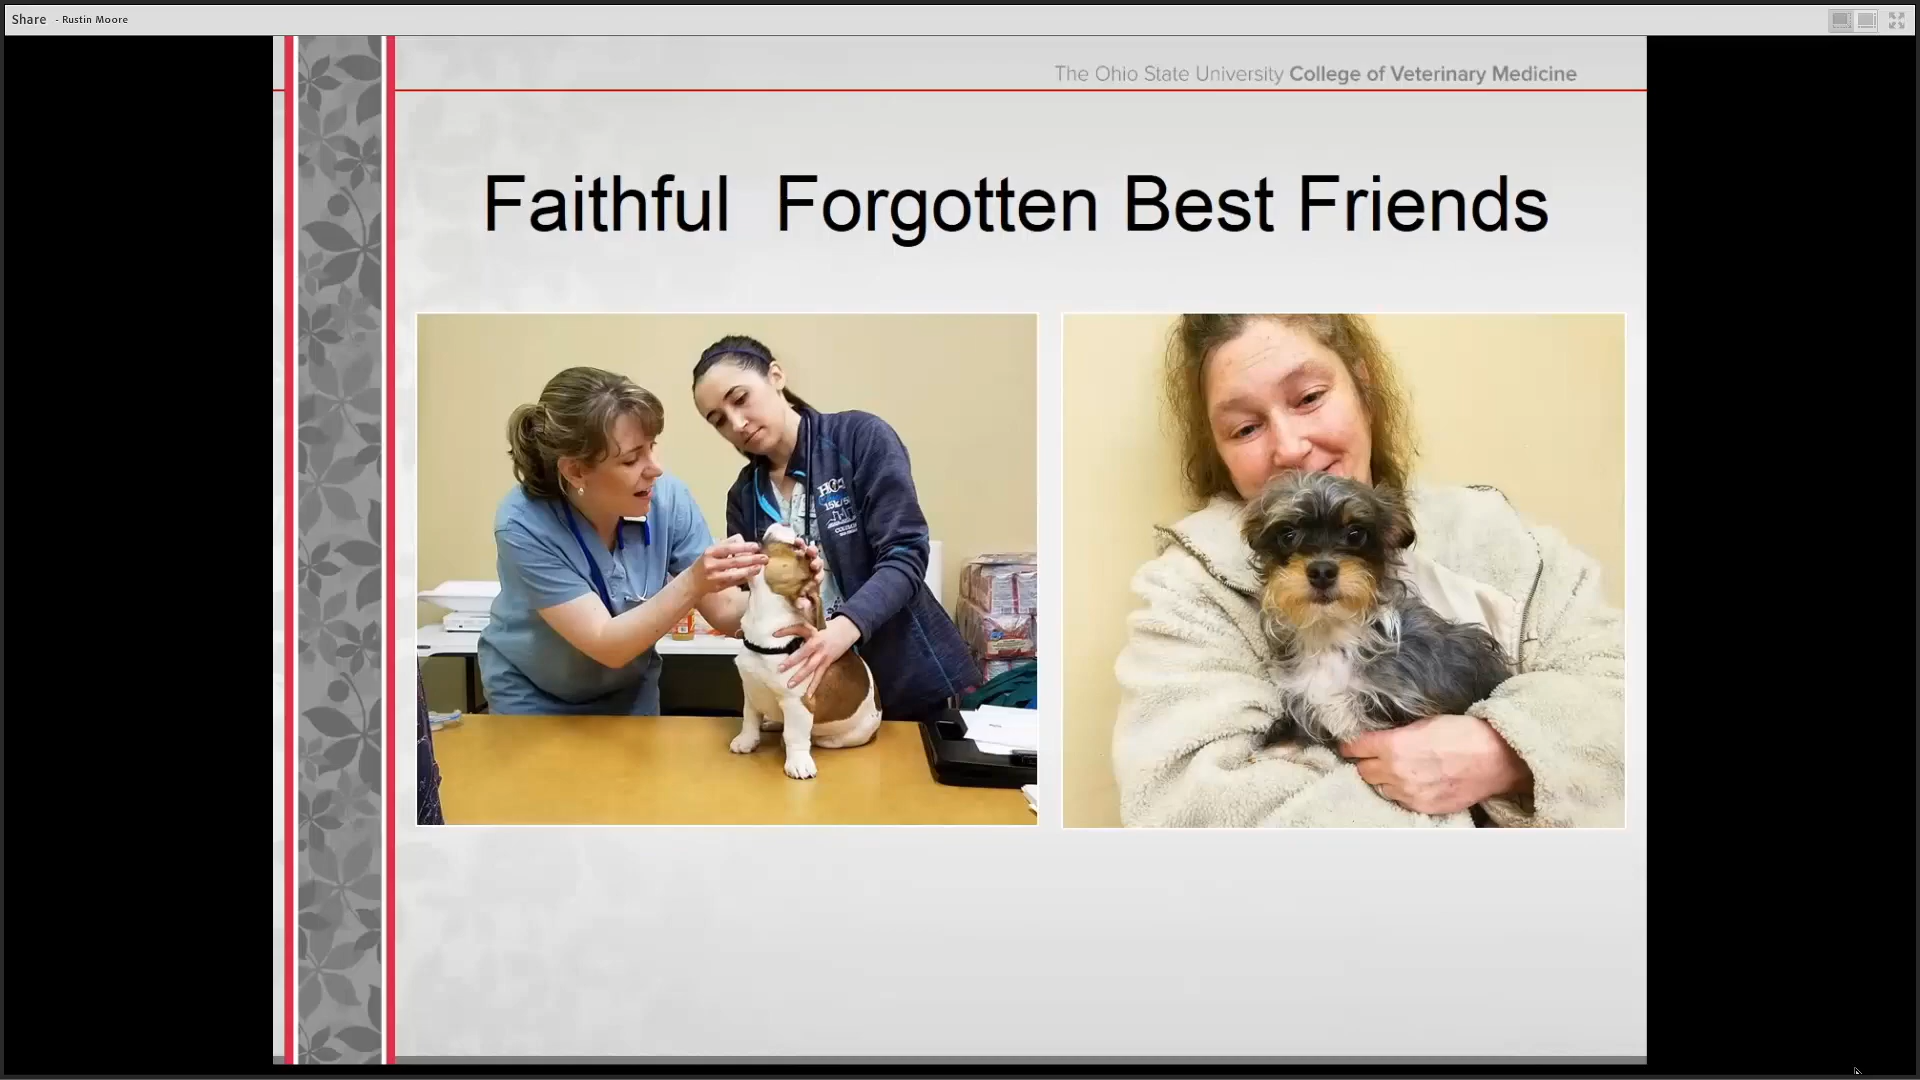 Share - Rustin Moore
The Ohio State University College of Veterinary Medicine
Faithful  Forgotten Best Friends